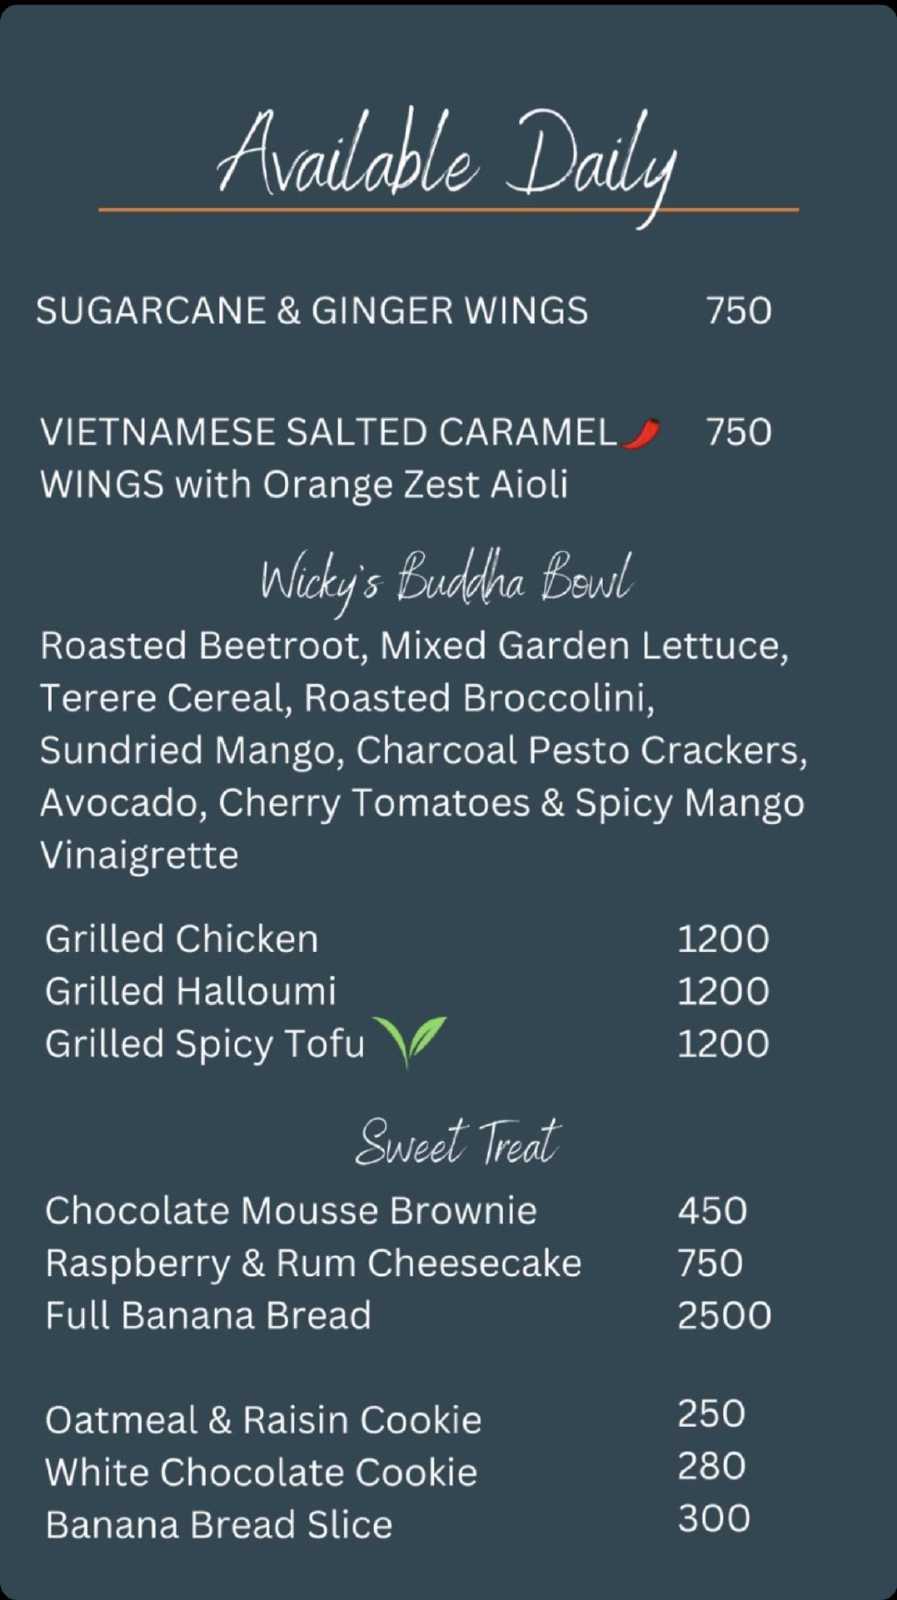 Available Daily
SUGARCANE & GINGER WINGS 750
VIETNAMESE SALTED CARAMEL🌶 750
WINGS with Orange Zest Aioli
Wicky's Buddha Bowl
Roasted Beetroot, Mixed Garden Lettuce,
Terere Cereal, Roasted Broccolini,
Sundried Mango, Charcoal Pesto Crackers,
Avocado, Cherry Tomatoes & Spicy Mango
Vinaigrette
Grilled Chicken 1200
Grilled Halloumi 1200
Grilled Spicy Tofu 1200
Sweet Treat
Chocolate Mousse Brownie 450
Raspberry & Rum Cheesecake 750
Full Banana Bread 2500
Oatmeal & Raisin Cookie 250
White Chocolate Cookie 280
Banana Bread Slice 300